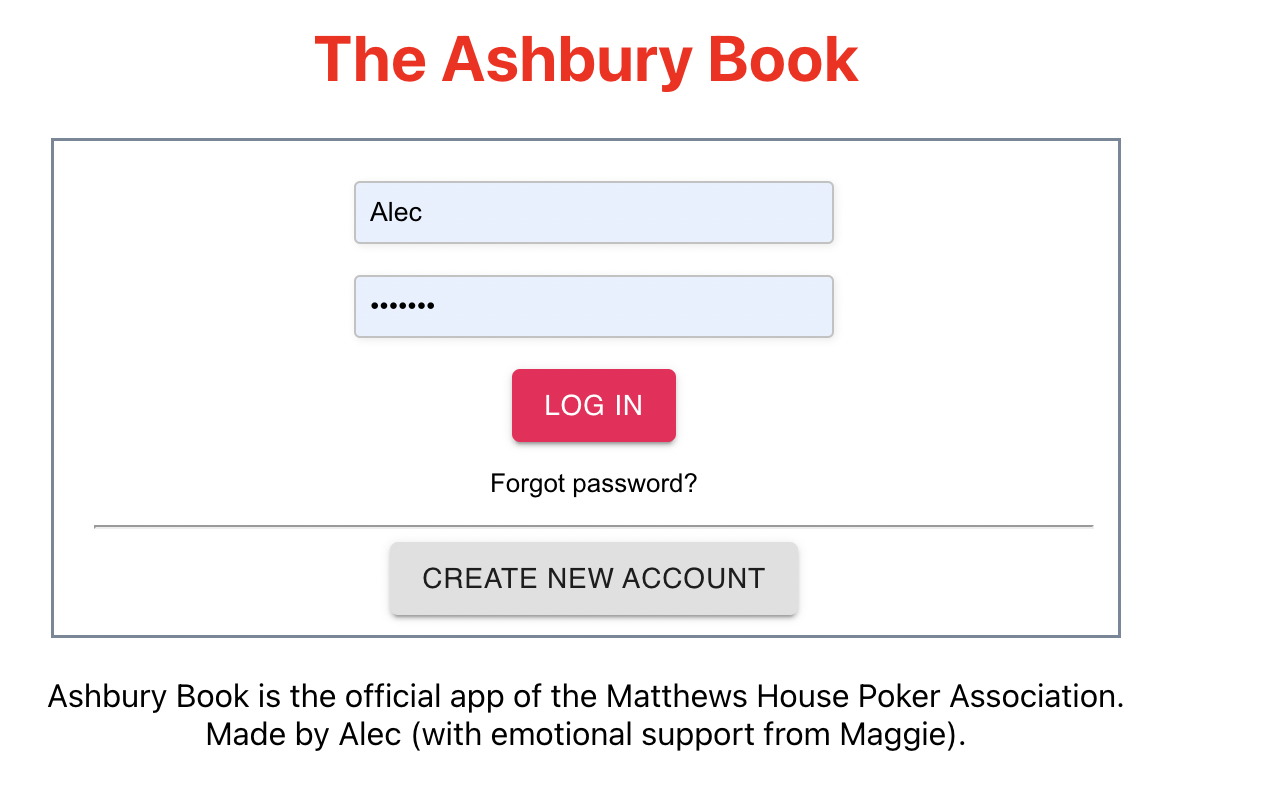 The Ashbury Book
Alec
•••••••
LOG IN
Forgot password?
CREATE NEW ACCOUNT
Ashbury Book is the official app of the Matthews House Poker Association.
Made by Alec (with emotional support from Maggie).